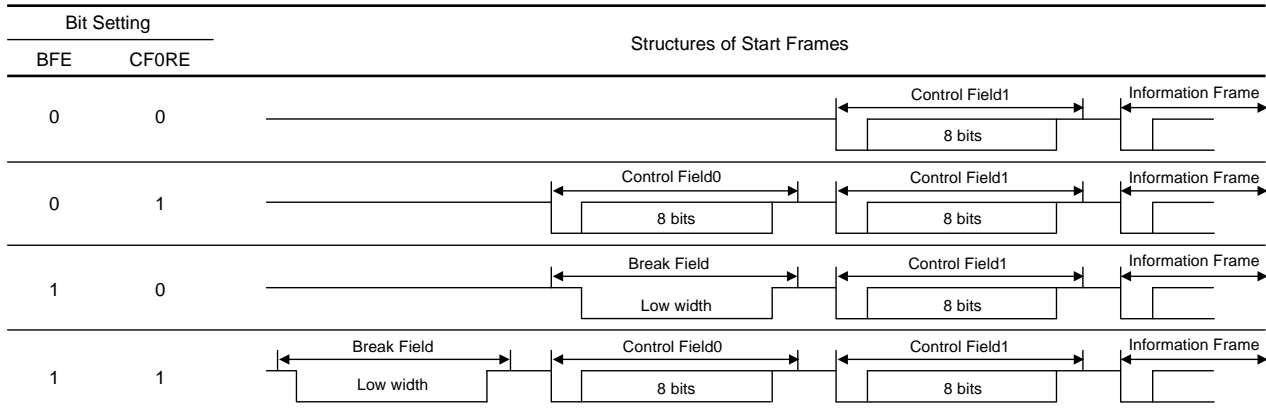 Bit Setting
Structures of Start Frames
BFE CF0RE
0 0
Control Field1 Information Frame
8 bits
0 1
Control Field0 Control Field1 Information Frame
8 bits 8 bits
1 0
Break Field Control Field1 Information Frame
Low width 8 bits
1 1
Break Field Control Field0 Control Field1 Information Frame
Low width 8 bits 8 bits